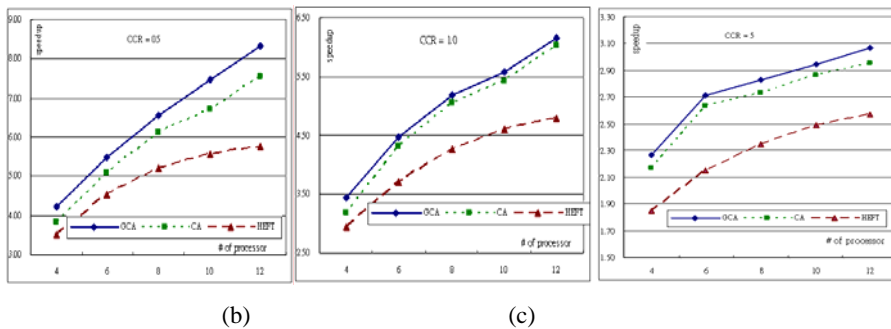 9.00
8.00
7.00
6.00
5.00
4.00
3.00
speedup
CCR = 05
GCA CA HEFT
# of processor
4 6 8 10 12
6.50
5.50
4.50
3.50
2.50
speedup
CCR = 1.0
GCA CA HEFT
# of processor
4 6 8 10 12
3.30
3.10
2.90
2.70
2.50
2.30
2.10
1.90
1.70
1.50
speedup
CCR = 5
# of processor
GCA CA HEFT
4 6 8 10 12
(b) (c)